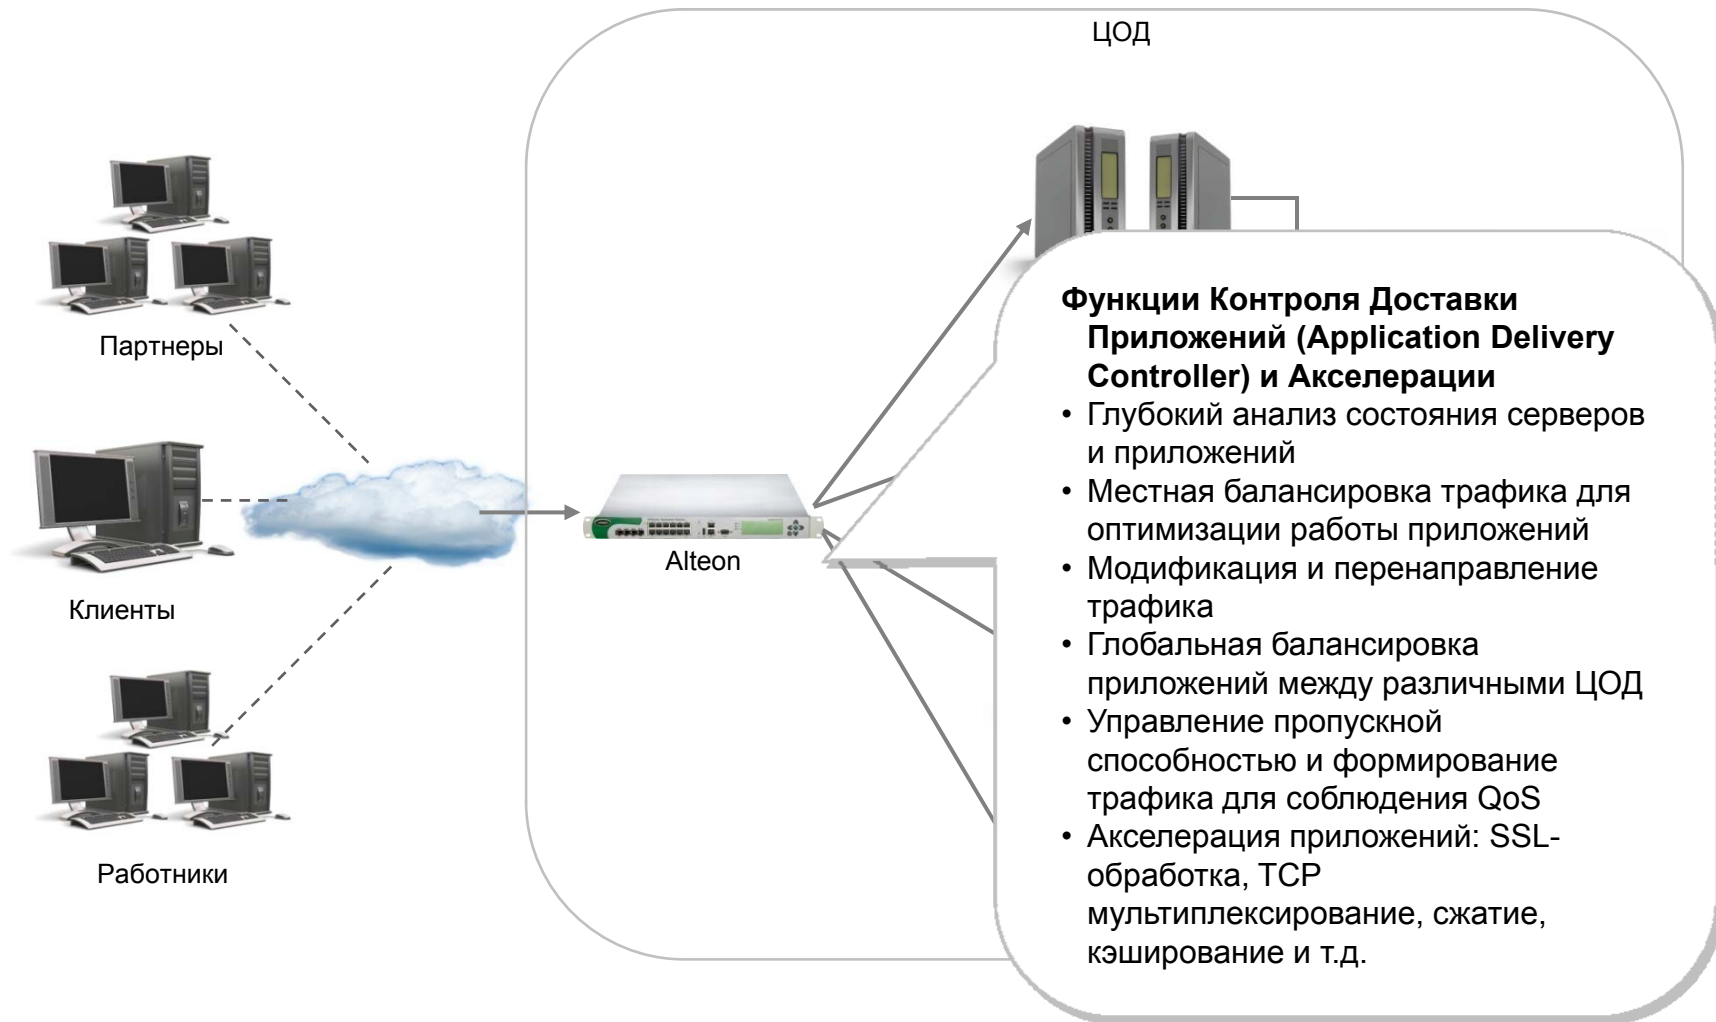 ЦОД
Партнеры
Клиенты
Работники
Alteon
Функции Контроля Доставки
Приложений (Application Delivery
Controller) и Акселерации
• Глубокий анализ состояния серверов
и приложений
• Местная балансировка трафика для
оптимизации работы приложений
• Модификация и перенаправление
трафика
• Глобальная балансировка
приложений между различными ЦОД
• Управление пропускной
способностью и формирование
трафика для соблюдения QoS
• Акселерация приложений: SSL-
обработка, TCP
мультиплексирование, сжатие,
кэширование и т.д.